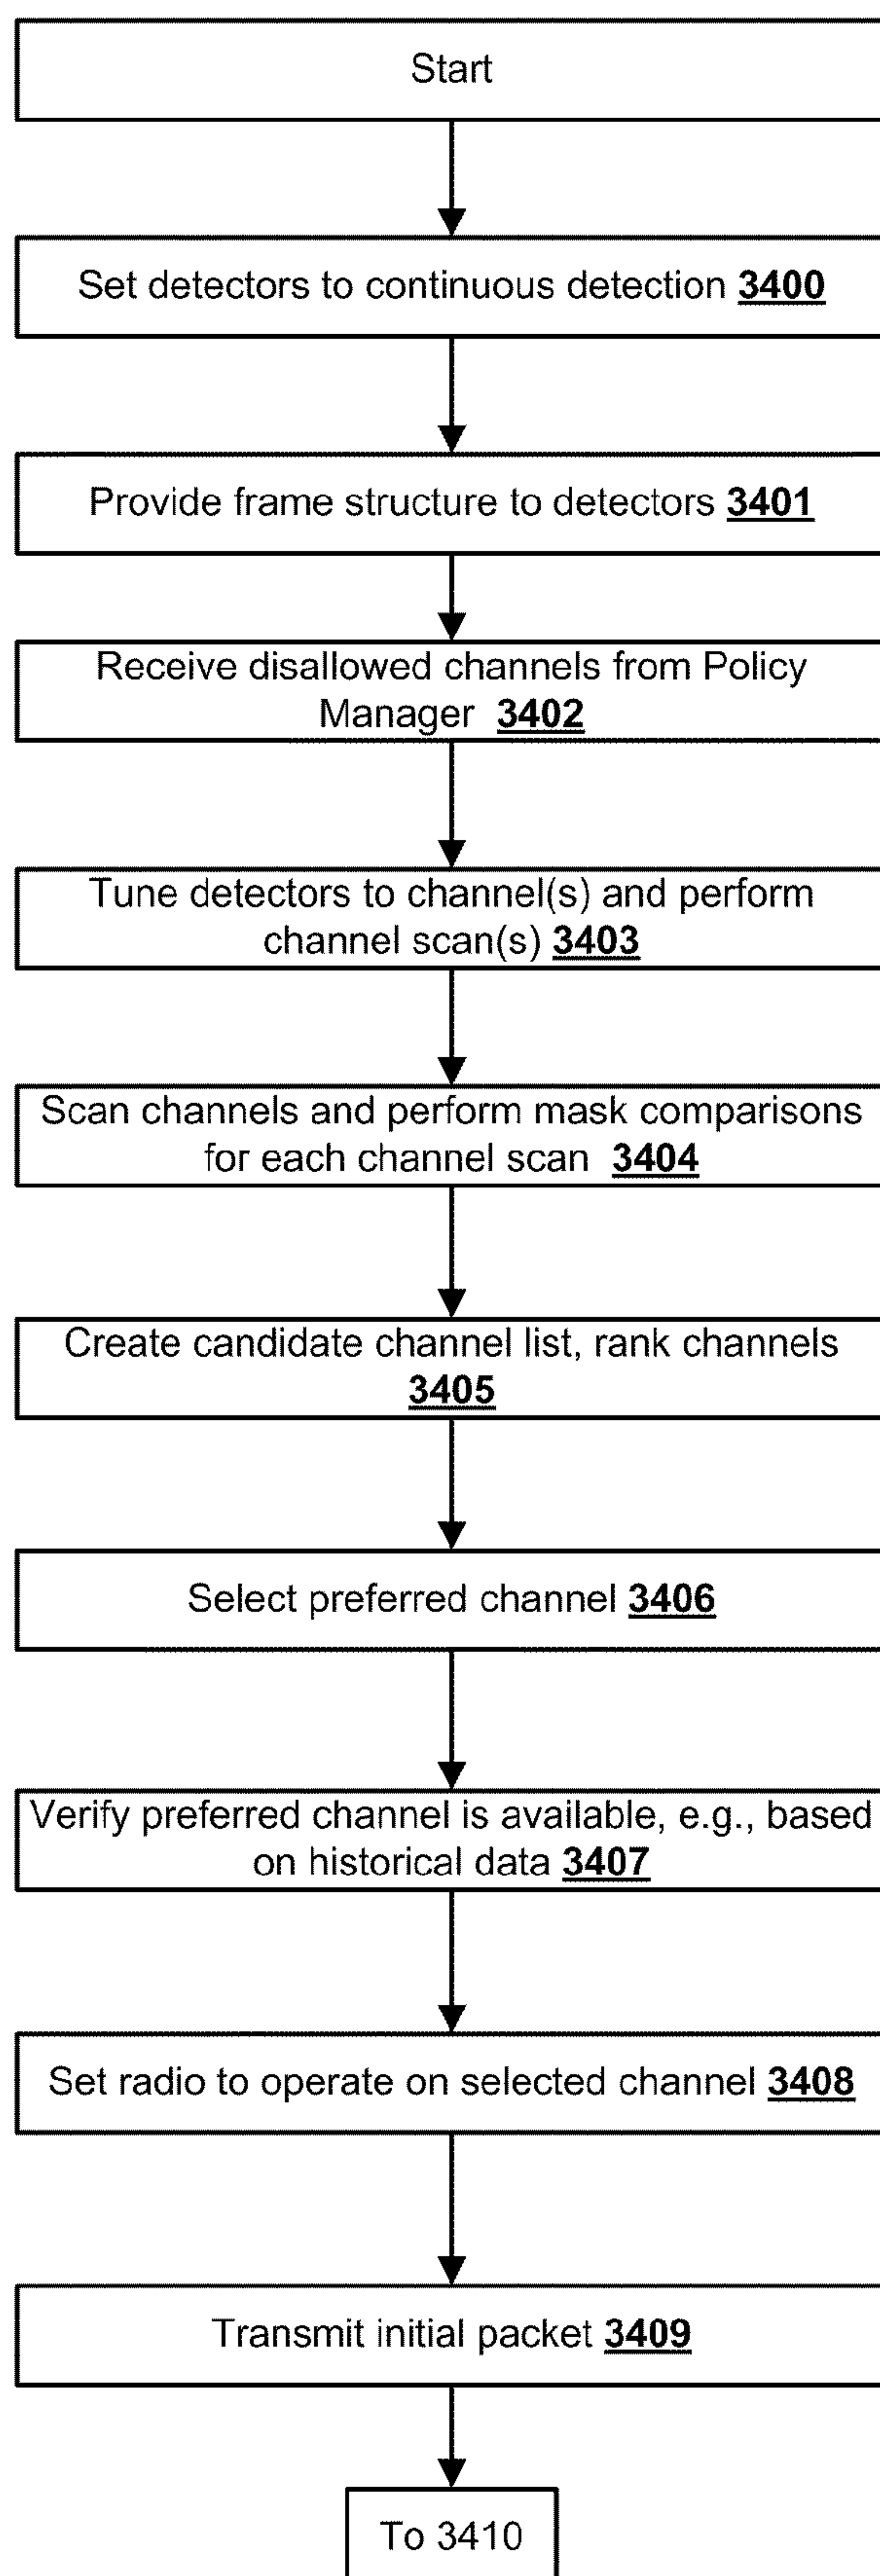 Start
Set detectors to continuous detection 3400
Provide frame structure to detectors 3401
Receive disallowed channels from Policy
Manager 3402
Tune detectors to channel(s) and perform
channel scan(s) 3403
Scan channels and perform mask comparisons
for each channel scan 3404
Create candidate channel list, rank channels
3405
Select preferred channel 3406
Verify preferred channel is available, e.g., based
on historical data 3407
Set radio to operate on selected channel 3408
Transmit initial packet 3409
To 3410